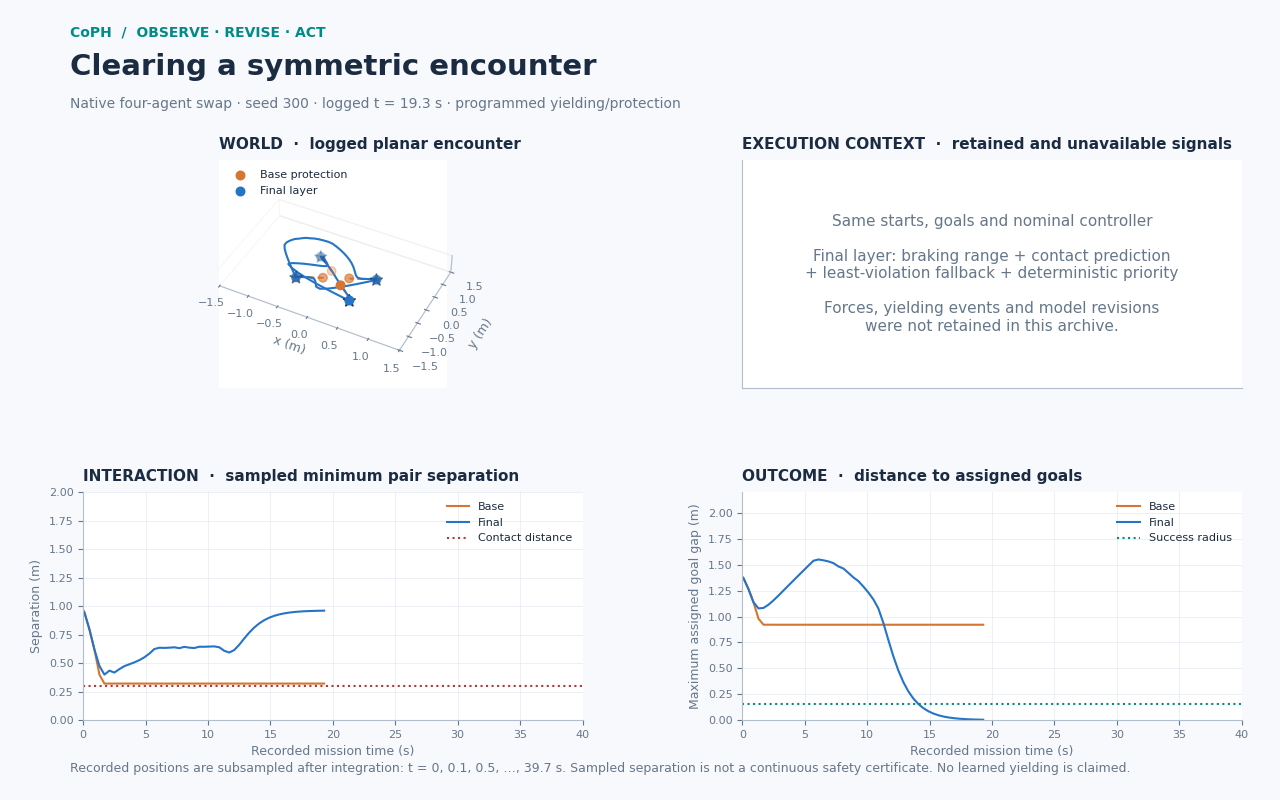 CoPH / OBSERVE · REVISE · ACT
Clearing a symmetric encounter
Native four-agent swap · seed 300 · logged t = 19.3 s · programmed yielding/protection
WORLD · logged planar encounter
Base protection
Final layer
−1.5
−1.0
−0.5
0.0
0.5
1.0
1.5
x (m)
1.5
1.0
0.5
0.0
−0.5
−1.0
−1.5
y (m)
EXECUTION CONTEXT · retained and unavailable signals
Same starts, goals and nominal controller
Final layer: braking range + contact prediction
+ least-violation fallback + deterministic priority
Forces, yielding events and model revisions
were not retained in this archive.
INTERACTION · sampled minimum pair separation
2.00
1.75
1.50
1.25
1.00
0.75
0.50
0.25
0.00
Separation (m)
Base
Final
Contact distance
0 5 10 15 20 25 30 35 40
Recorded mission time (s)
OUTCOME · distance to assigned goals
2.00
1.75
1.50
1.25
1.00
0.75
0.50
0.25
0.00
Maximum assigned goal gap (m)
Base
Final
Success radius
0 5 10 15 20 25 30 35 40
Recorded mission time (s)
Recorded positions are subsampled after integration: t = 0, 0.1, 0.5, ..., 39.7 s. Sampled separation is not a continuous safety certificate. No learned yielding is claimed.